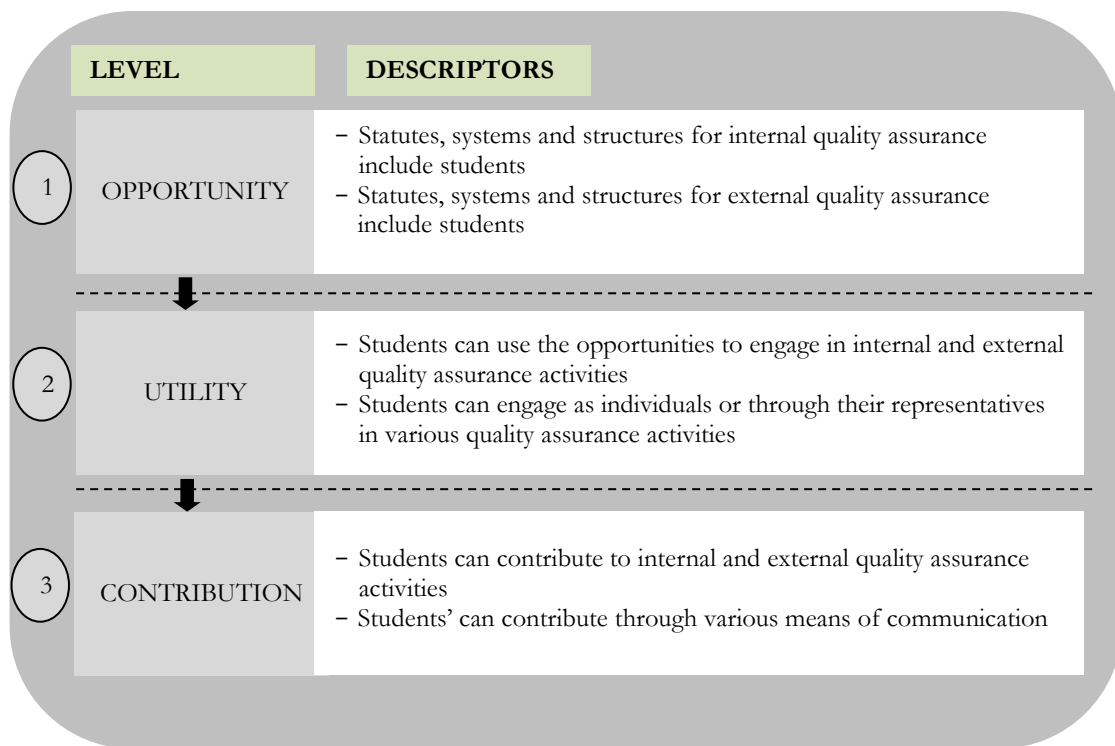 LEVEL
DESCRIPTORS
1
OPPORTUNITY
– Statutes, systems and structures for internal quality assurance
include students
– Statutes, systems and structures for external quality assurance
include students
2
UTILITY
– Students can use the opportunities to engage in internal and external
quality assurance activities
– Students can engage as individuals or through their representatives
in various quality assurance activities
3
CONTRIBUTION
– Students can contribute to internal and external quality assurance
activities
– Students’ can contribute through various means of communication